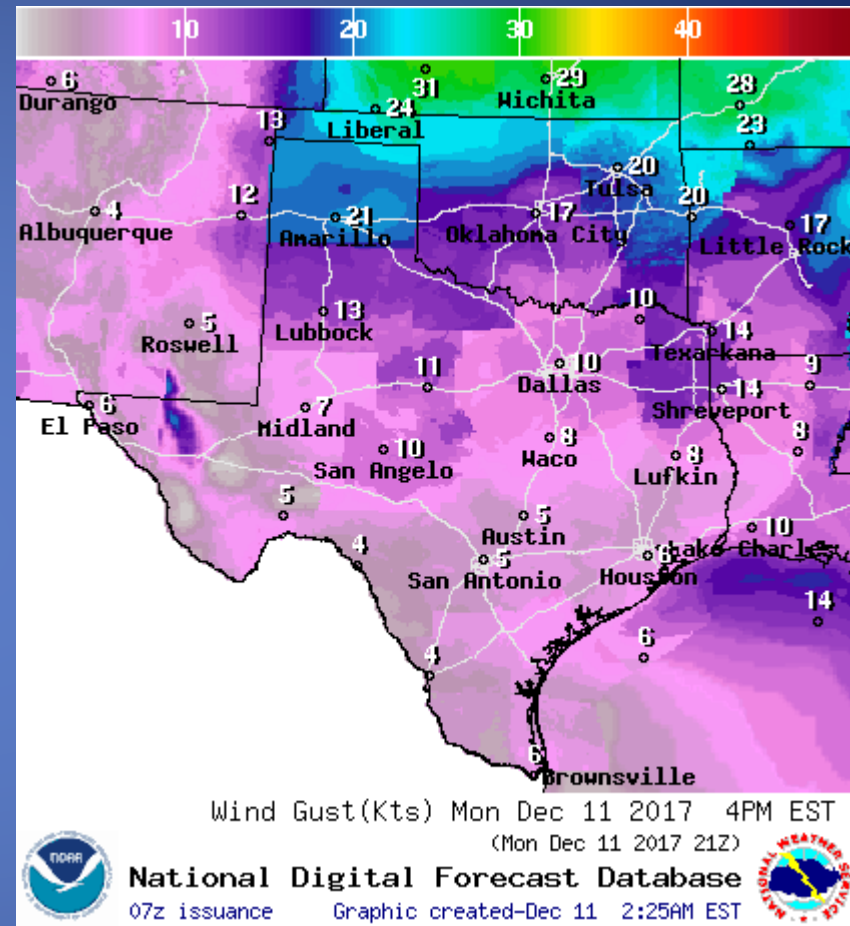 10 20 30 40
6
Durango
31
29
Wichita
28
24
Liberal
13
23
20
Tulsa
4
Albuquerque
12
21
Amarillo
17
Oklahoma City
20
17
Little Rock
5
Roswell
13
Lubbock
10
14
Texarkana
11
10
Dallas
14
Shreveport
9
6
El Paso
7
Midland
10
San Angelo
8
Waco
8
Lufkin
8
5
5
Austin
10
Lake Charl
4
5
San Antonio
6
Houston
14
6
4
6
Brownsville
Wind Gust(Kts) Mon Dec 11 2017 4PM EST
(Mon Dec 11 2017 21Z)
National Digital Forecast Database
07z issuance Graphic created-Dec 11 2:25AM EST
NOAA
NATIONAL WEATHER SERVICE